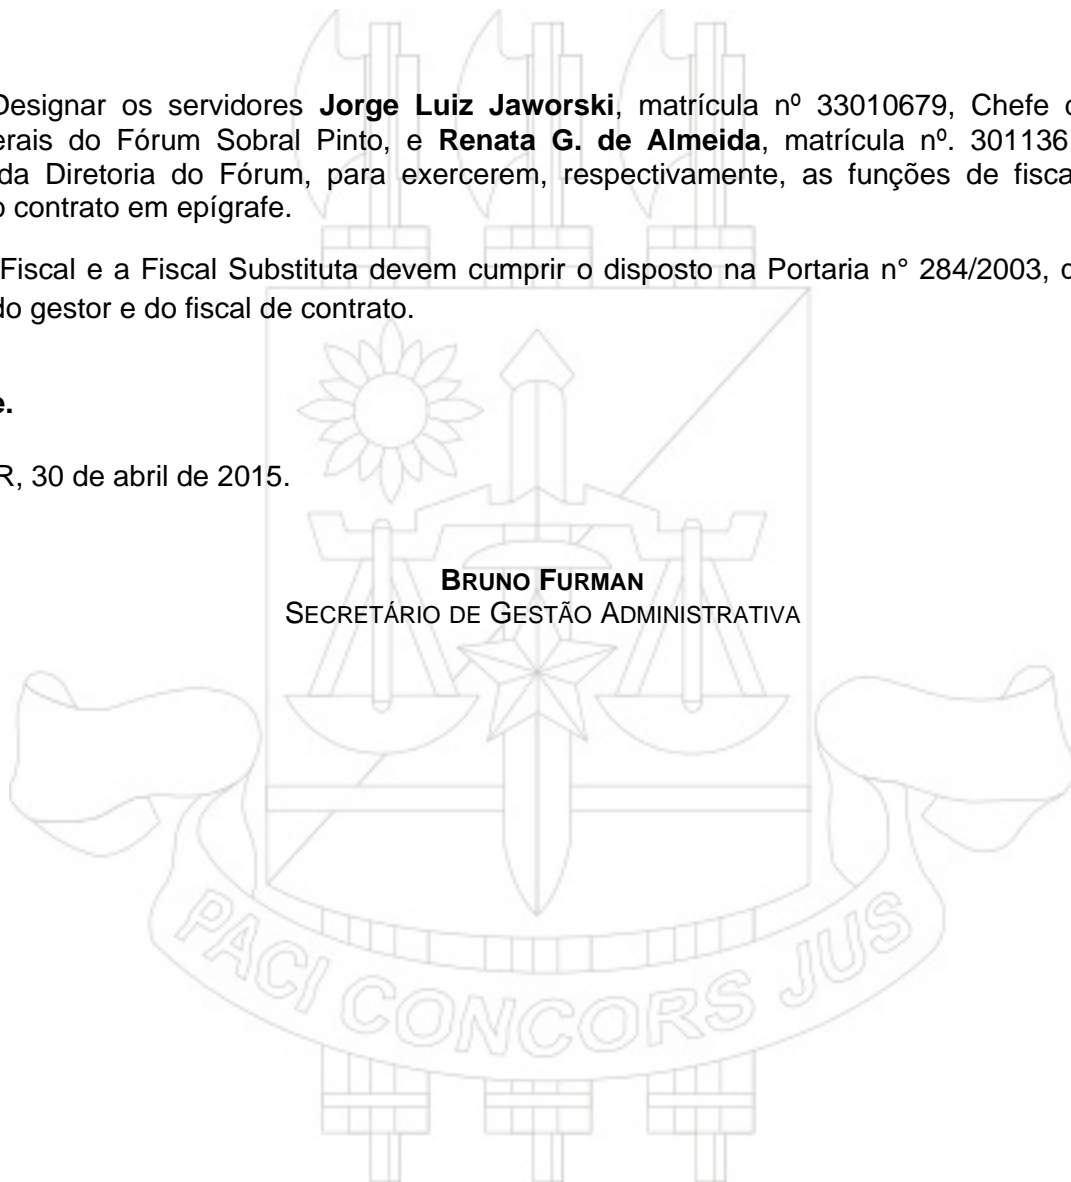 Designar os servidores Jorge Luiz Jaworski, matrícula nº 33010679, Chefe
do Fórum Sobral Pinto, e Renata G. de Almeida, matrícula nº. 301136
da Diretoria do Fórum, para exercerem, respectivamente, as funções de
contrato em epígrafe.
Fiscal e a Fiscal Substituta devem cumprir o disposto na Portaria n° 284/2003,
do gestor e do fiscal de contrato.
R, 30 de abril de 2015.
BRUNO FURMAN
SECRETÁRIO DE GESTÃO ADMINISTRATIVA
PACI CONCORS JUS